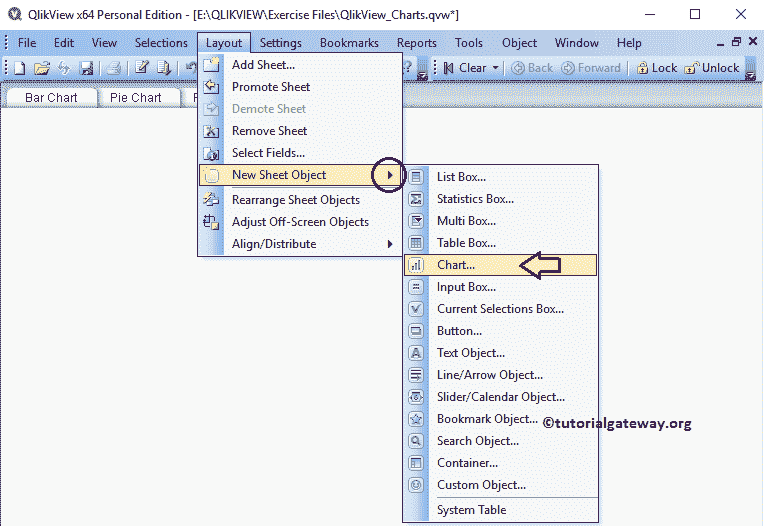 QlikView x64 Personal Edition - [E:\QLIKVIEW\Exercise Files\QlikView_Charts.qvw*]
File Edit View Selections Layout Settings Bookmarks Reports Tools Object Window Help
Clear Back Forward Lock Unlock
Bar Chart Pie Chart
Add Sheet...
Promote Sheet
Demote Sheet
Remove Sheet
Select Fields...
New Sheet Object
Rearrange Sheet Objects
Adjust Off-Screen Objects
Align/Distribute
List Box...
Statistics Box...
Multi Box...
Table Box...
Chart...
Input Box...
Current Selections Box...
Button...
Text Object...
Line/Arrow Object...
Slider/Calendar Object...
Bookmark Object...
©tutorialgateway.org
Search Object...
Container...
Custom Object...
System Table